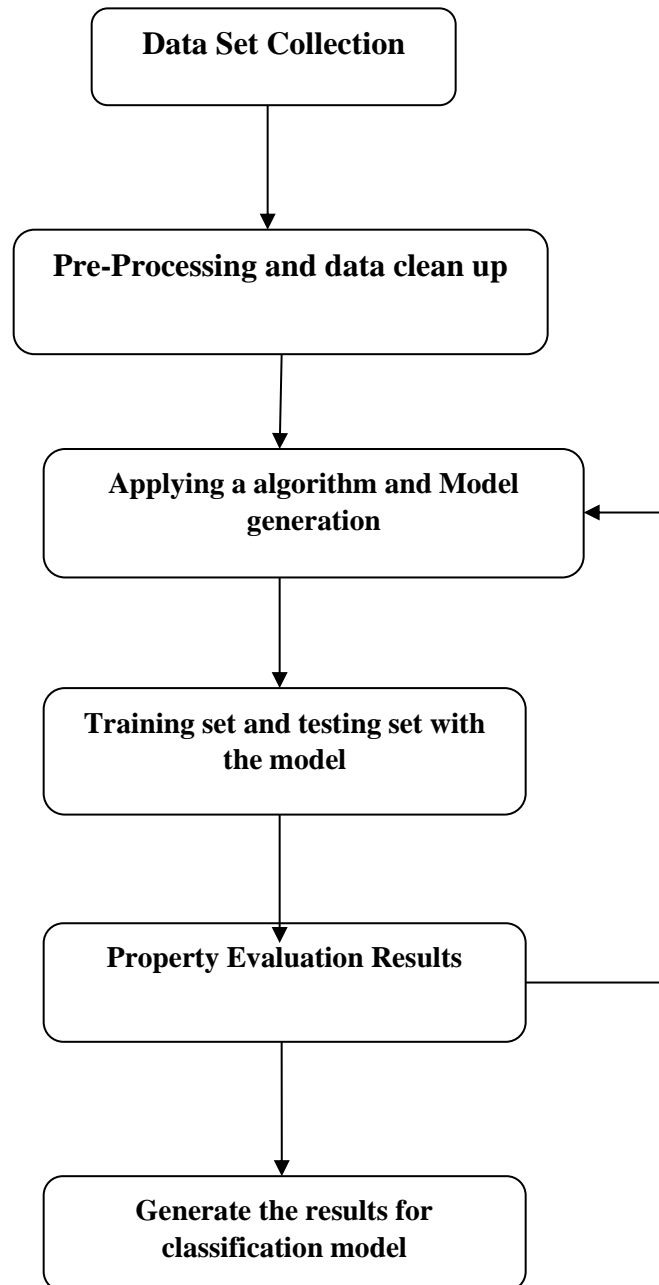 Data Set Collection
Pre-Processing and data clean up
Applying a algorithm and Model
generation
Training set and testing set with
the model
Property Evaluation Results
Generate the results for
classification model